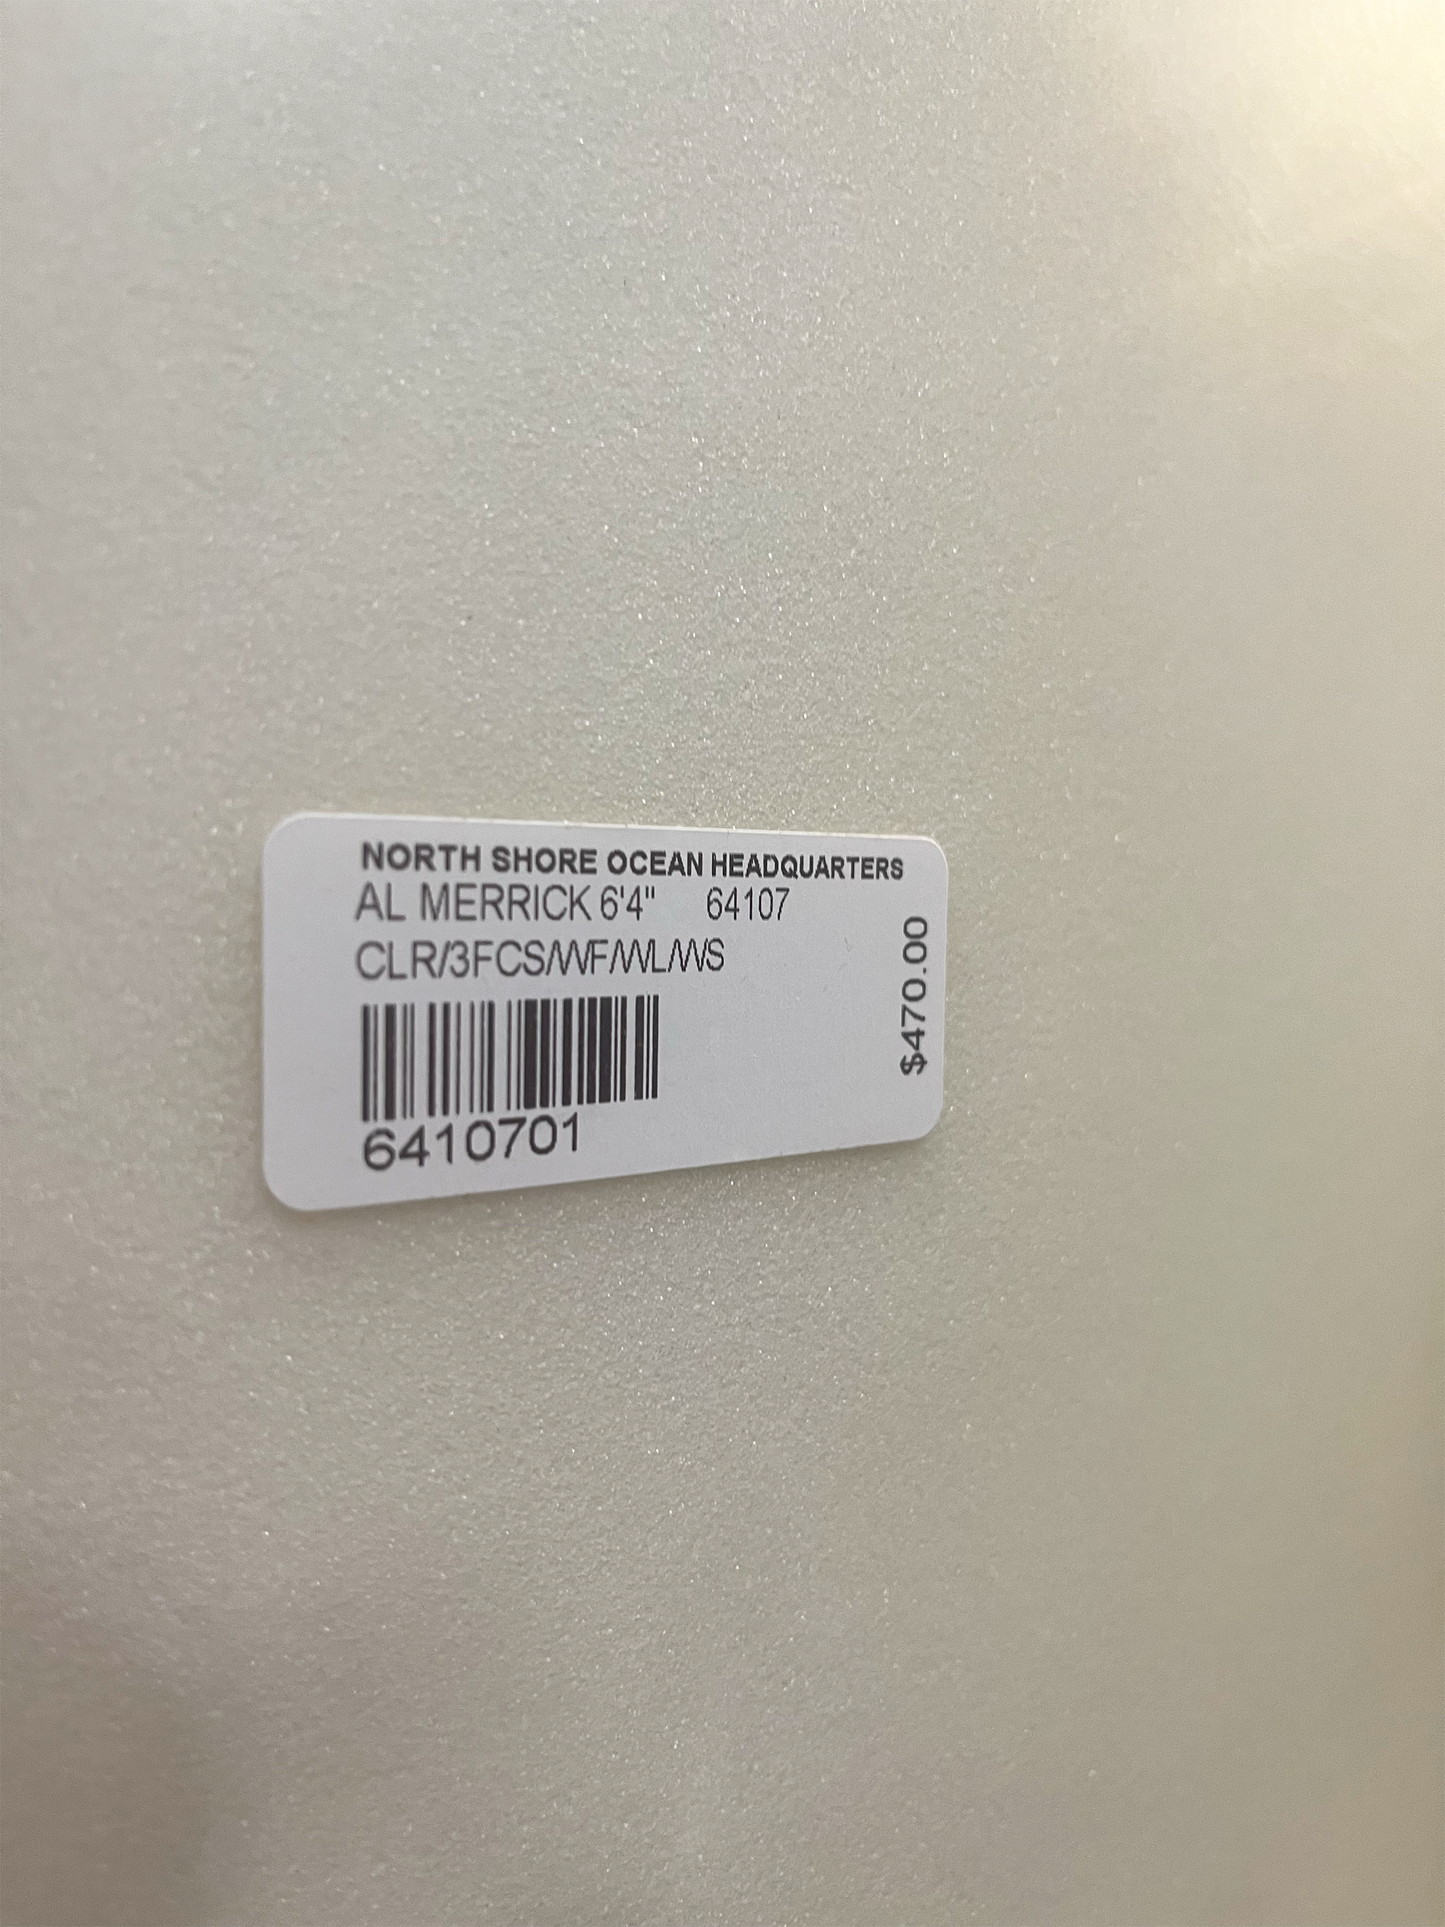 NORTH SHORE OCEAN HEADQUARTERS
AL MERRICK 6'4" 64107
CLR/3FCS/WF/WL/WS
6410701
$470.00